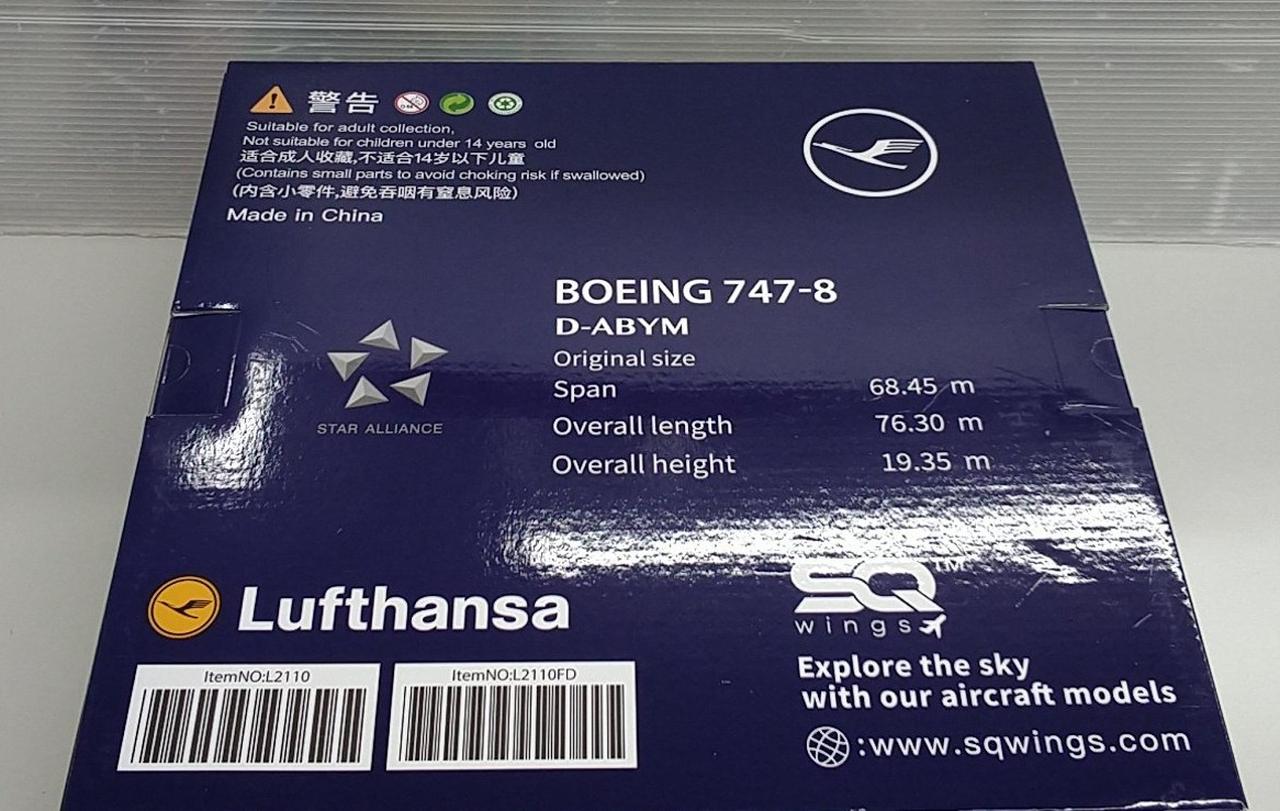 警告
Suitable for adult collection,
Not suitable for children under 14 years old
适合成人收藏,不适合14岁以下儿童
(Contains small parts to avoid choking risk if swallowed)
(内含小零件,避免吞咽有窒息风险)
Made in China
BOEING 747-8
D-ABYM
Original size
Span 68.45 m
Overall length 76.30 m
Overall height 19.35 m
STAR ALLIANCE
Lufthansa
ItemNO:L2110
ItemNO:L2110FD
SQ
wings
Explore the sky
with our aircraft models
:www.sqwings.com